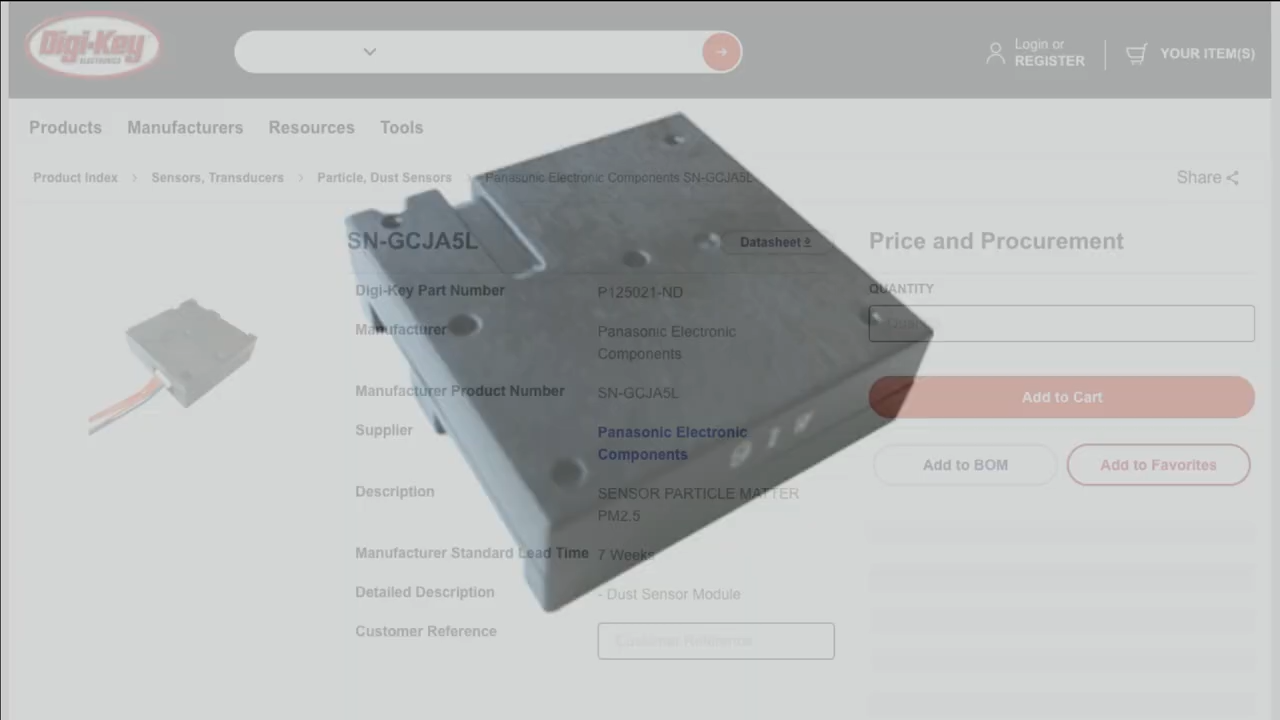 Digi-Key
ELECTRONICS
Login or
REGISTER
YOUR ITEM(S)
Products Manufacturers Resources Tools
Product Index > Sensors, Transducers > Particle, Dust Sensors > Panasonic Electronic Components SN-GCJA5L
Share
SN-GCJA5L
Datasheet
Price and Procurement
Digi-Key Part Number P125021-ND
QUANTITY
Manufacturer Panasonic Electronic
Components
Manufacturer Product Number SN-GCJA5L
Add to Cart
Supplier Panasonic Electronic
Components
Add to BOM Add to Favorites
Description SENSOR PARTICLE MATTER
PM2.5
Manufacturer Standard Lead Time 7 Weeks
Detailed Description - Dust Sensor Module
Customer Reference Customer Reference